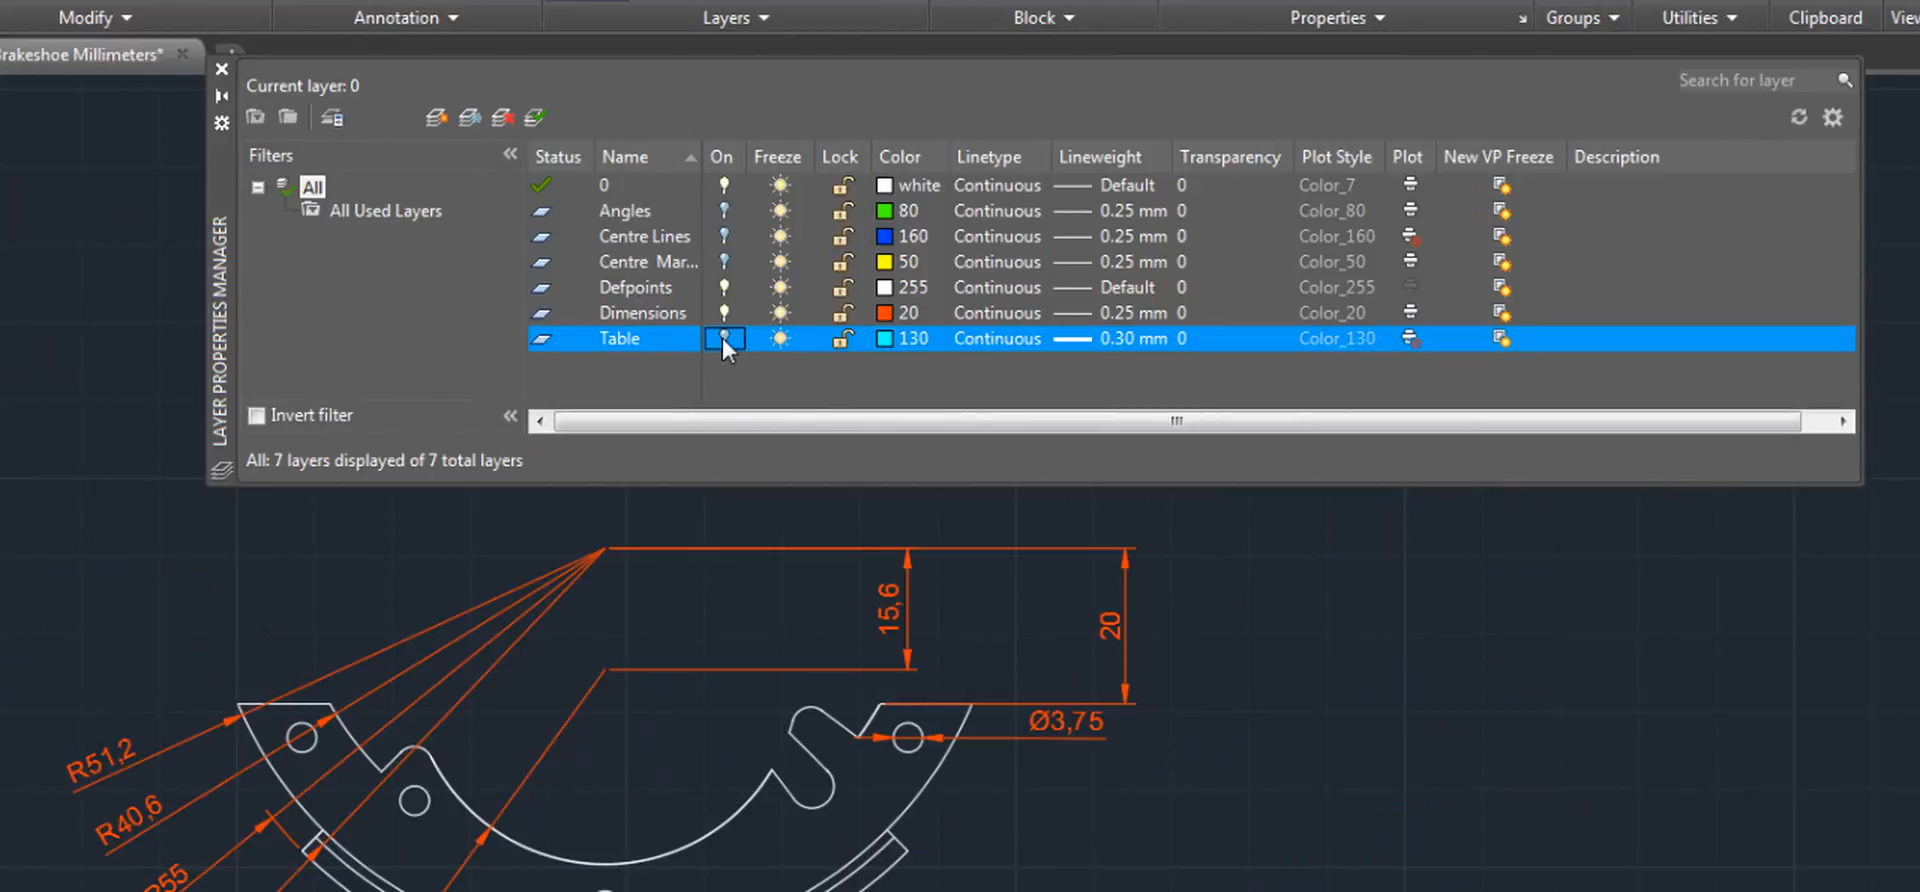 Modify Annotation Layers Block Properties Groups Utilities Clipboard View
Brakeshoe Millimeters*
Current layer: 0
Search for layer
Filters
All
All Used Layers
Invert filter
Status Name On Freeze Lock Color Linetype Lineweight Transparency Plot Style Plot New VP Freeze Description
0 white Continuous Default 0 Color_7
Angles 80 Continuous 0.25 mm 0 Color_80
Centre Lines 160 Continuous 0.25 mm 0 Color_160
Centre Mar... 50 Continuous 0.25 mm 0 Color_50
Defpoints 255 Continuous Default 0 Color_255
Dimensions 20 Continuous 0.25 mm 0 Color_20
Table 130 Continuous 0.30 mm 0 Color_130
LAYER PROPERTIES MANAGER
All: 7 layers displayed of 7 total layers
15,6
20
Ø3,75
R51,2
R40,6
R55